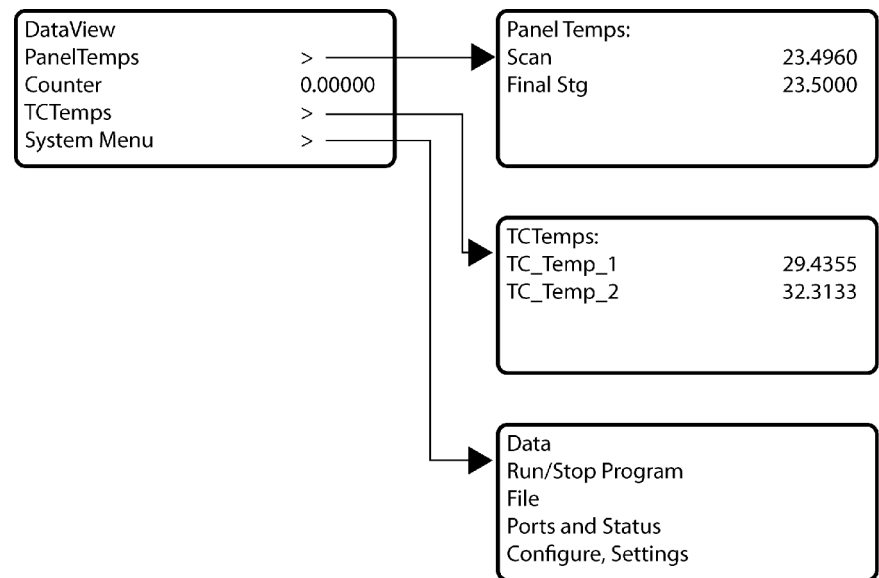 DataView
PanelTemps >
Counter 0.00000
TCTemps >
System Menu >
Panel Temps:
Scan 23.4960
Final Stg 23.5000
TCTemps:
TC_Temp_1 29.4355
TC_Temp_2 32.3133
Data
Run/Stop Program
File
Ports and Status
Configure, Settings